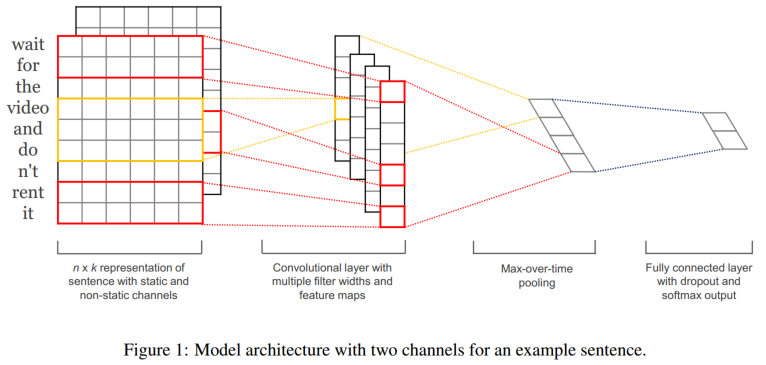 wait
for
the
video
and
do
n't
rent
it
n x k representation of
sentence with static and
non-static channels
Convolutional layer with
multiple filter widths and
feature maps
Max-over-time
pooling
Fully connected layer
with dropout and
softmax output
Figure 1: Model architecture with two channels for an example sentence.